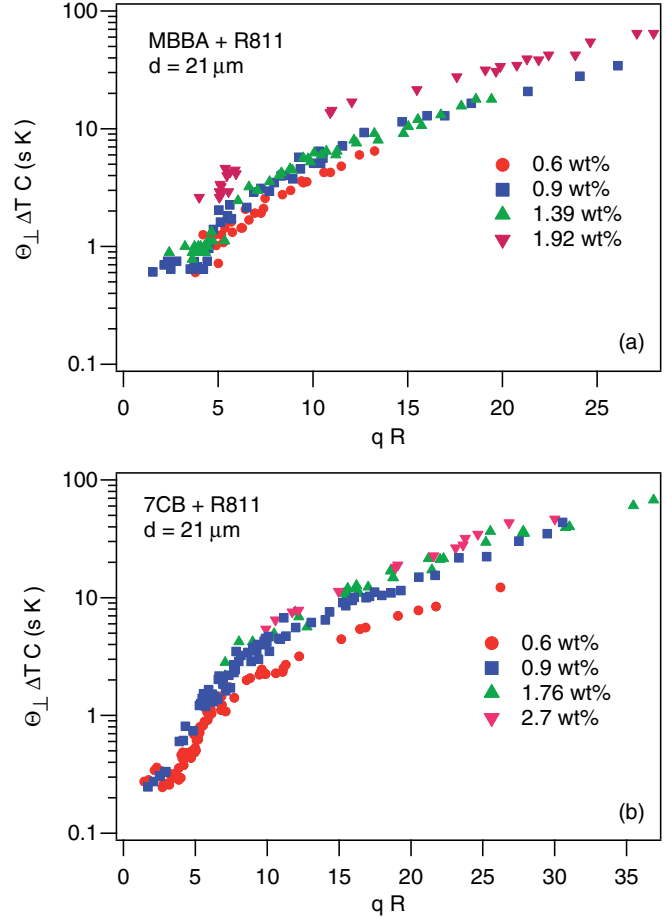 100
10
1
0.1
Θ⊥ ΔT C (s K)
MBBA + R811
d = 21 μm
0.6 wt%
0.9 wt%
1.39 wt%
1.92 wt%
(a)
0 5 10 15 20 25
q R
100
10
1
0.1
Θ⊥ ΔT C (s K)
7CB + R811
d = 21 μm
0.6 wt%
0.9 wt%
1.76 wt%
2.7 wt%
(b)
0 5 10 15 20 25 30 35
q R